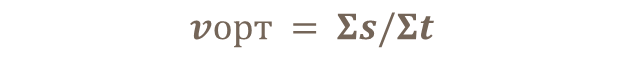 vорт = Σs/Σt